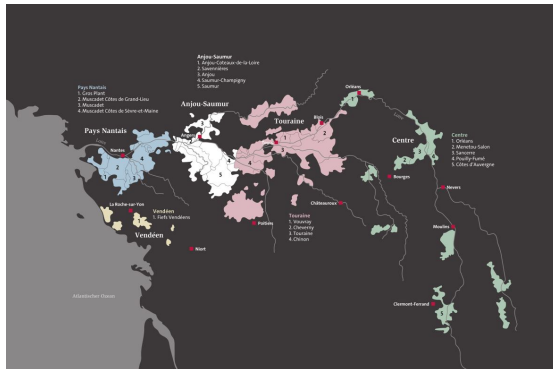 Anjou-Saumur
1. Anjou-Coteaux-de-la-Loire
2. Savennières
3. Anjou
4. Saumur-Champigny
5. Saumur
Pays Nantais
1. Gros Plant
2. Muscadet Côtes de Grand-Lieu
3. Muscadet
4. Muscadet Côtes de Sèvre-et-Maine
Orléans
1
Anjou-Saumur
Touraine
Blois
Pays Nantais
Angers
Centre
Nantes
Centre
1. Orléans
2. Menetou-Salon
3. Sancerre
4. Pouilly-Fumé
5. Côtes d'Auvergne
Bourges
Nevers
La Roche-sur-Yon
Vendéen
1. Fiefs Vendéens
Châteauroux
Touraine
1. Vouvray
2. Cheverny
3. Touraine
4. Chinon
Poitiers
Moulins
Vendéen
Niort
Atlantischer Ozean
Clermont-Ferrand
5